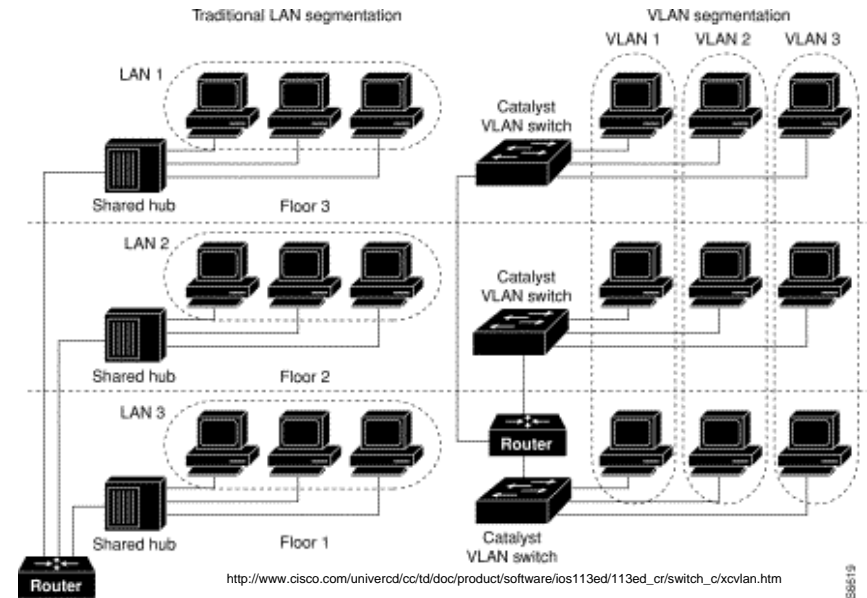 Traditional LAN segmentation
VLAN segmentation
VLAN 1
VLAN 2
VLAN 3
LAN 1
Catalyst
VLAN switch
Shared hub
Floor 3
LAN 2
Catalyst
VLAN switch
Shared hub
Floor 2
LAN 3
Router
Shared hub
Floor 1
Catalyst
VLAN switch
Router
http://www.cisco.com/univercd/cc/td/doc/product/software/ios113ed/113ed_cr/switch_c/xcvlan.htm
S6619